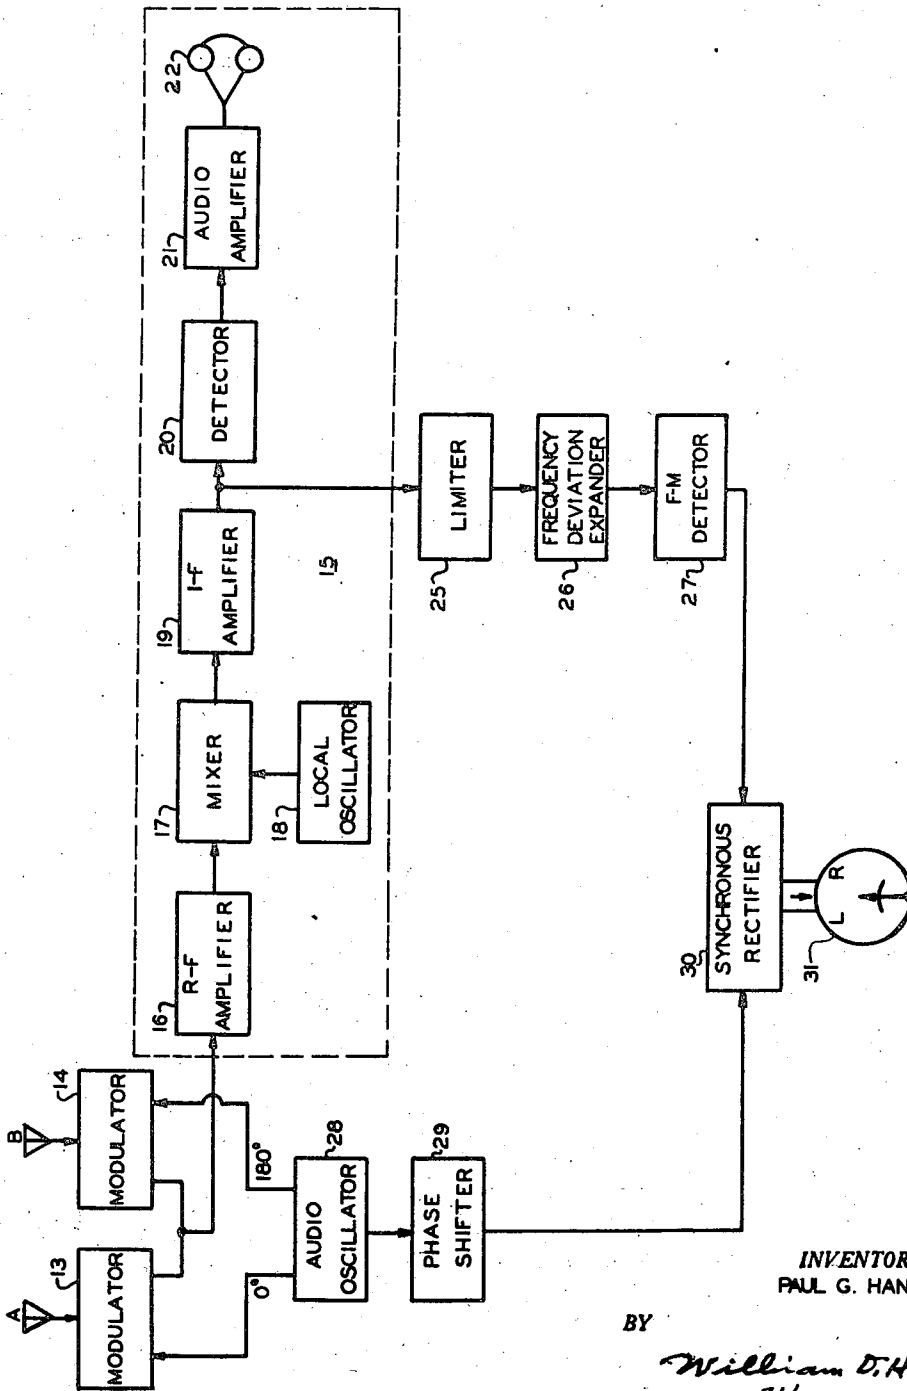 A
13
MODULATOR
B
14
MODULATOR
0°
180°
AUDIO
OSCILLATOR
28
PHASE
SHIFTER
29
16
R-F
AMPLIFIER
17
MIXER
18
LOCAL
OSCILLATOR
19
I-F
AMPLIFIER
15
20
DETECTOR
21
AUDIO
AMPLIFIER
22
LIMITER
25
FREQUENCY
DEVIATION
EXPANDER
26
F-M
DETECTOR
27
30
SYNCHRONOUS
RECTIFIER
31
L R
INVENTOR
PAUL G. HAN
BY
William D. H